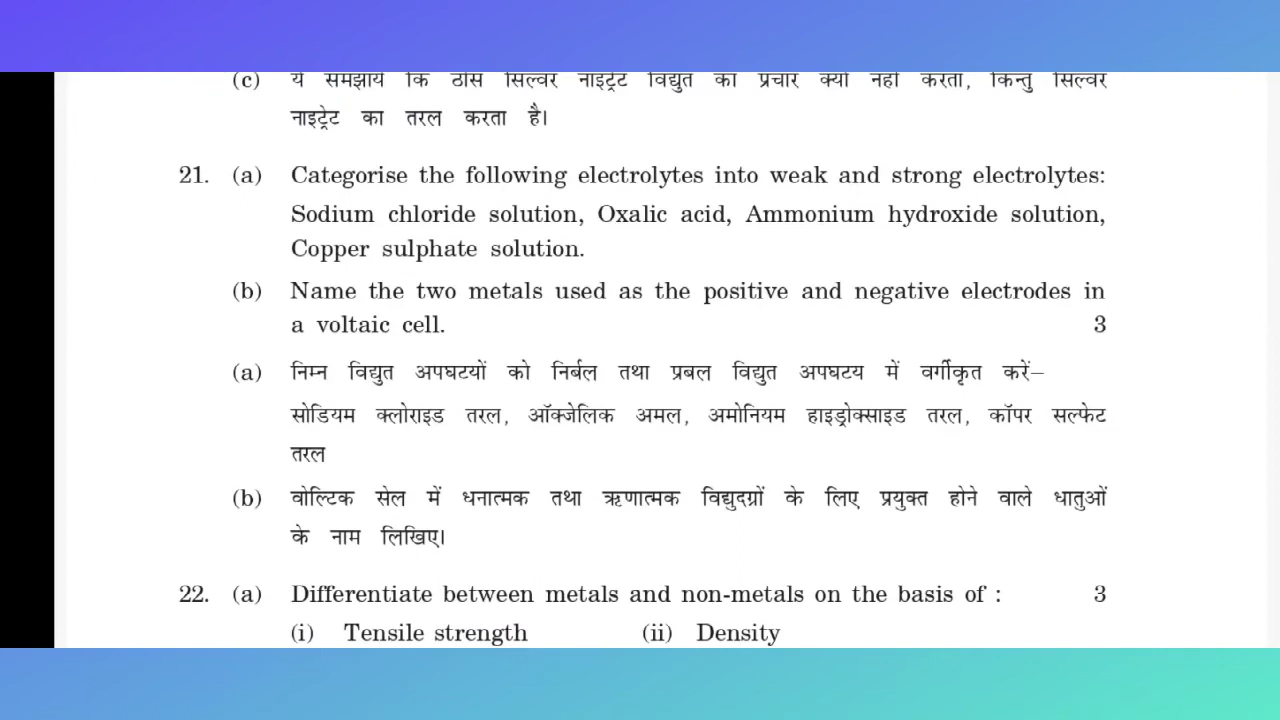 (c) ये समझाये कि ठोस सिल्वर नाइट्रेट विद्युत का प्रचार क्यों नहीं करता, किन्तु सिल्वर
नाइट्रेट का तरल करता है।
21. (a) Categorise the following electrolytes into weak and strong electrolytes:
Sodium chloride solution, Oxalic acid, Ammonium hydroxide solution,
Copper sulphate solution.
(b) Name the two metals used as the positive and negative electrodes in
a voltaic cell. 3
(a) निम्न विद्युत अपघटयों को निर्बल तथा प्रबल विद्युत अपघटय में वर्गीकृत करें–
सोडियम क्लोराइड तरल, ऑक्जेलिक अमल, अमोनियम हाइड्रोक्साइड तरल, कॉपर सल्फेट
तरल
(b) वोल्टिक सेल में धनात्मक तथा ऋणात्मक विद्युदग्रों के लिए प्रयुक्त होने वाले धातुओं
के नाम लिखिए।
22. (a) Differentiate between metals and non-metals on the basis of : 3
(i) Tensile strength (ii) Density